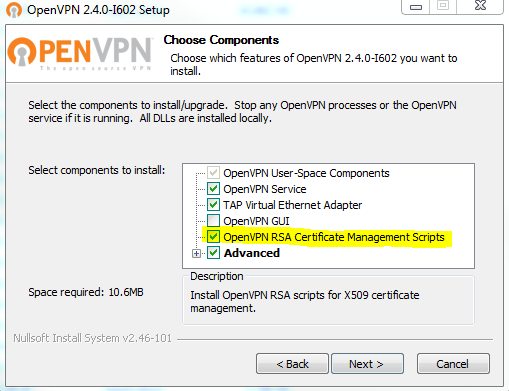 OpenVPN 2.4.0-I602 Setup
OPENVPN
The open source VPN
Choose Components
Choose which features of OpenVPN 2.4.0-I602 you want to
install.
Select the components to install/upgrade. Stop any OpenVPN processes or the OpenVPN
service if it is running. All DLLs are installed locally.
Select components to install:
OpenVPN User-Space Components
OpenVPN Service
TAP Virtual Ethernet Adapter
OpenVPN GUI
OpenVPN RSA Certificate Management Scripts
Advanced
Space required: 10.6MB
Description
Install OpenVPN RSA scripts for X509 certificate
management.
Nullsoft Install System v2.46-101
< Back
Next >
Cancel